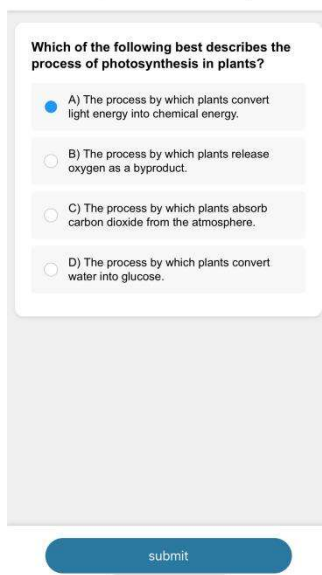 Which of the following best describes the
process of photosynthesis in plants?
A) The process by which plants convert
light energy into chemical energy.
B) The process by which plants release
oxygen as a byproduct.
C) The process by which plants absorb
carbon dioxide from the atmosphere.
D) The process by which plants convert
water into glucose.
submit